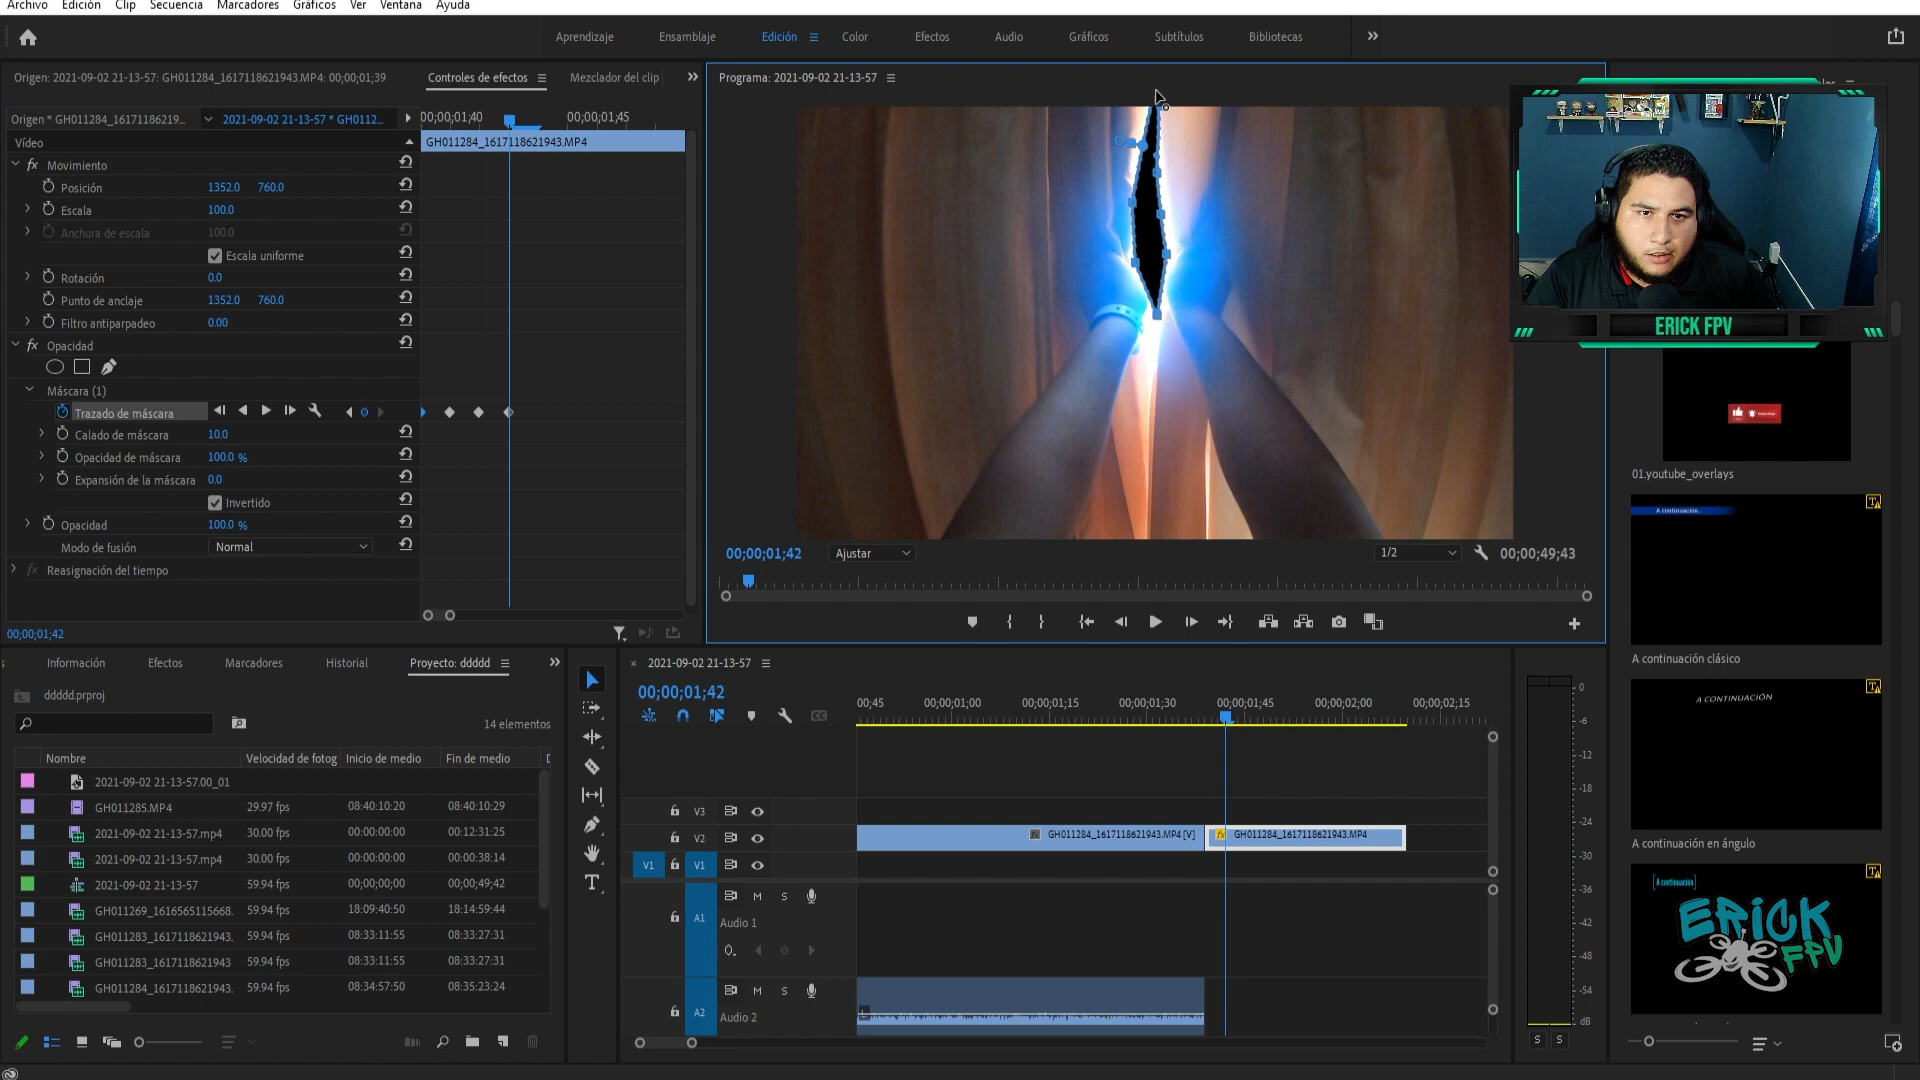 Archivo Edición Clip Secuencia Marcadores Gráficos Ver Ventana Ayuda
Aprendizaje Ensamblaje Edición Color Efectos Audio Gráficos Subtítulos Bibliotecas
Origen: 2021-09-02 21-13-57: GH011284_1617118621943.MP4: 00;00;01;39
Controles de efectos
Mezclador del clip
Programa: 2021-09-02 21-13-57
Origen * GH011284_16171186219...
2021-09-02 21-13-57 * GH0112...
00;00;01;40
00;00;01;45
GH011284_1617118621943.MP4
Vídeo
fx Movimiento
Posición 1352.0 760.0
Escala 100.0
Anchura de escala 100.0
Escala uniforme
Rotación 0.0
Punto de anclaje 1352.0 760.0
Filtro antiparpadeo 0.00
fx Opacidad
Máscara (1)
Trazado de máscara
Calado de máscara 10.0
Opacidad de máscara 100.0 %
Expansión de la máscara 0.0
Invertido
Opacidad 100.0 %
Modo de fusión Normal
fx Reasignación del tiempo
00;00;01;42
00;00;01;42
Ajustar
1/2
00;00;49;43
ERICK FPV
01.youtube_overlays
A continuación...
A continuación clásico
A CONTINUACIÓN
A continuación en ángulo
A continuación
ERICK
FPV
Información Efectos Marcadores Historial Proyecto: ddddd
ddddd.prproj
14 elementos
Nombre Velocidad de fotog Inicio de medio Fin de medio
2021-09-02 21-13-57.00_01
GH011285.MP4 29.97 fps 08:40:10:20 08:40:10:29
2021-09-02 21-13-57.mp4 30.00 fps 00:00:00:00 00:12:31:25
2021-09-02 21-13-57.mp4 30.00 fps 00:00:00:00 00:00:38:14
2021-09-02 21-13-57 59.94 fps 00;00;00;00 00;00;49;42
GH011269_1616565115668. 59.94 fps 18:09:40:50 18:14:59:44
GH011283_1617118621943. 59.94 fps 08:33:11:55 08:33:27:31
GH011283_1617118621943 59.94 fps 08:33:11:55 08:33:27:31
GH011284_1617118621943. 59.94 fps 08:34:57:50 08:35:23:24
2021-09-02 21-13-57
00;00;01;42
00;45 00;00;01;00 00;00;01;15 00;00;01;30 00;00;01;45 00;00;02;00 00;00;02;15
V3
V2
GH011284_1617118621943.MP4 [V]
fx GH011284_1617118621943.MP4
V1 V1
A1 M S
Audio 1
A2 M S
Audio 2
0
-6
-12
-18
-24
-30
-36
-42
-48
-54
dB
S S